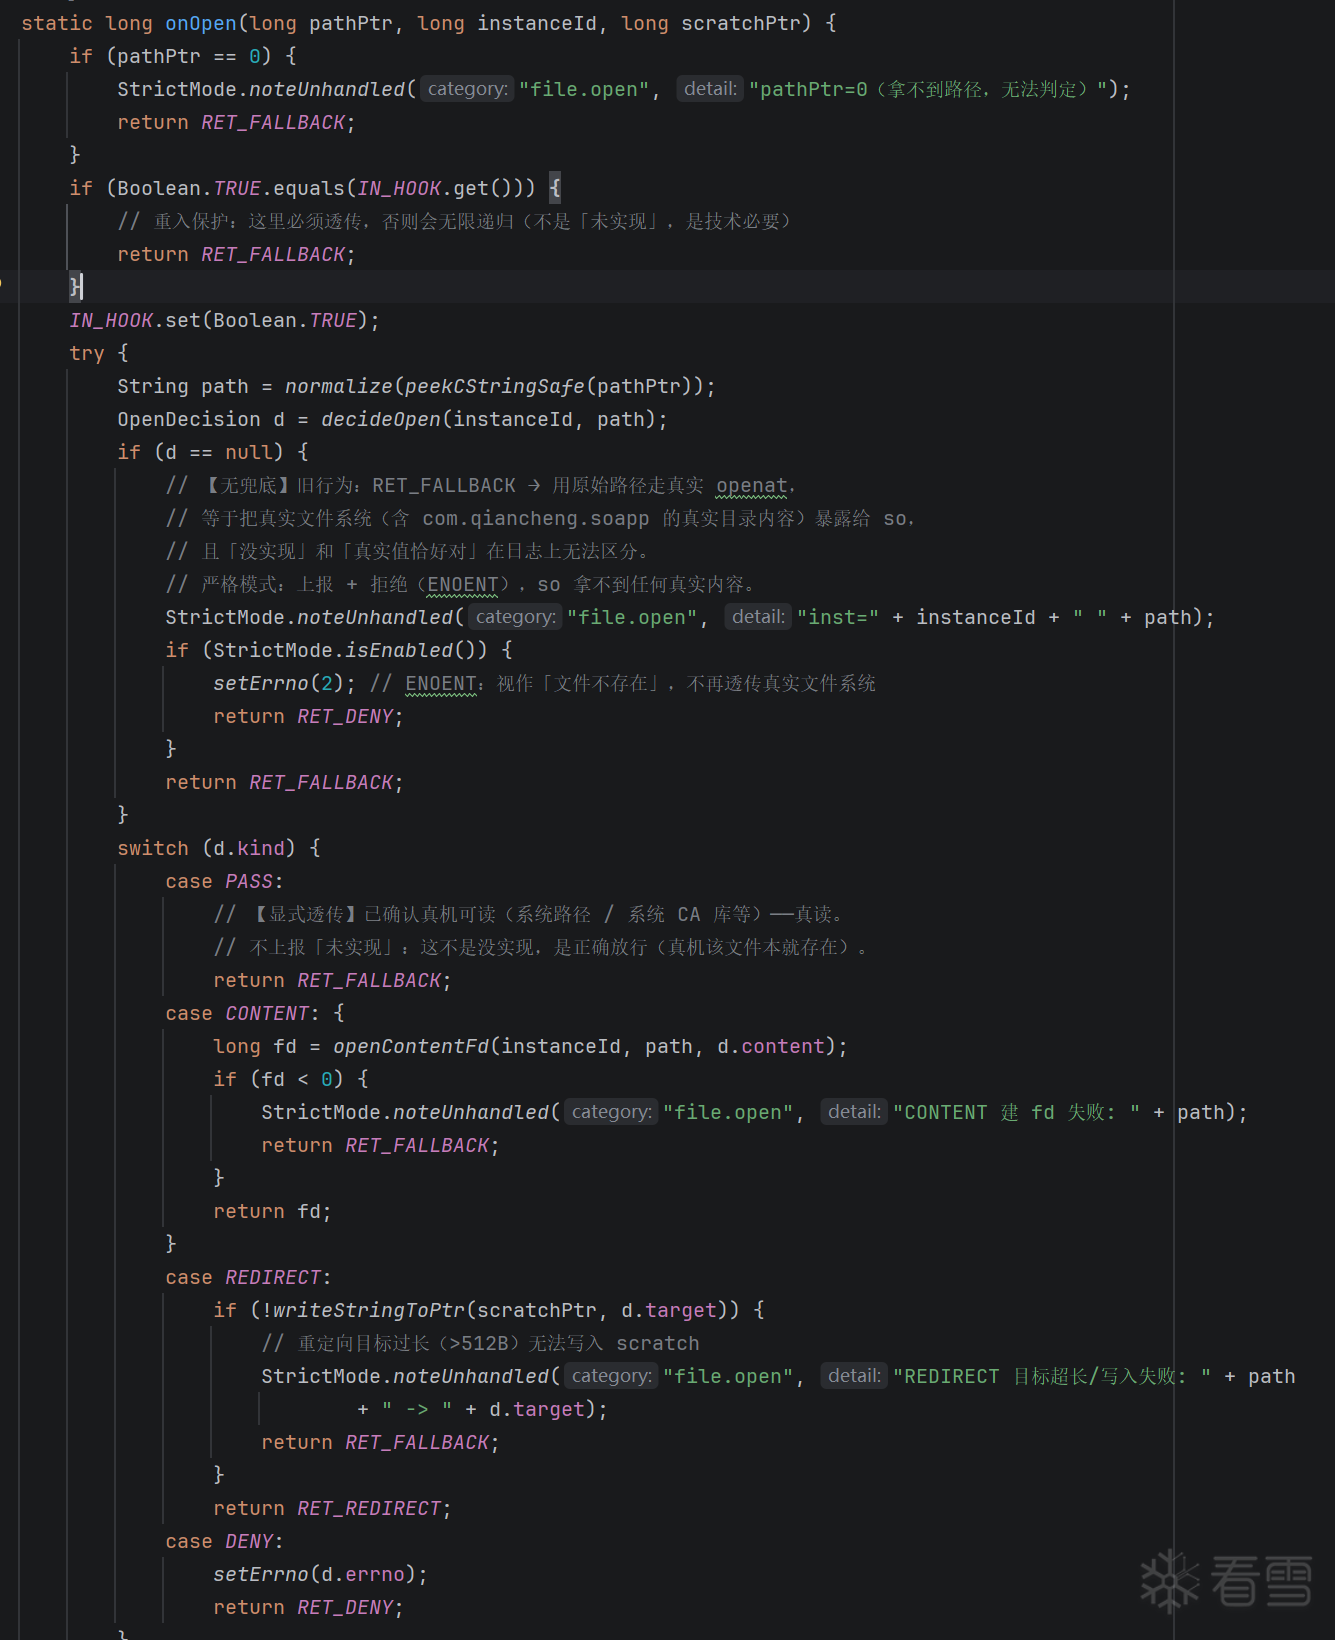 static long onOpen(long pathPtr, long instanceId, long scratchPtr) {
    if (pathPtr == 0) {
        StrictMode.noteUnhandled( category: "file.open", detail: "pathPtr=0（拿不到路径，无法判定）");
        return RET_FALLBACK;
    }
    if (Boolean.TRUE.equals(IN_HOOK.get())) {
        // 重入保护：这里必须透传，否则会无限递归（不是「未实现」，是技术必要）
        return RET_FALLBACK;
    }
    IN_HOOK.set(Boolean.TRUE);
    try {
        String path = normalize(peekCStringSafe(pathPtr));
        OpenDecision d = decideOpen(instanceId, path);
        if (d == null) {
            // 【无兜底】旧行为：RET_FALLBACK → 用原始路径走真实 openat，
            // 等于把真实文件系统（含 com.qiancheng.soapp 的真实目录内容）暴露给 so，
            // 且「没实现」和「真实值恰好对」在日志上无法区分。
            // 严格模式：上报 + 拒绝（ENOENT），so 拿不到任何真实内容。
            StrictMode.noteUnhandled( category: "file.open", detail: "inst=" + instanceId + " " + path);
            if (StrictMode.isEnabled()) {
                setErrno(2); // ENOENT：视作「文件不存在」，不再透传真实文件系统
                return RET_DENY;
            }
            return RET_FALLBACK;
        }
        switch (d.kind) {
            case PASS:
                // 【显式透传】已确认真机可读（系统路径 / 系统 CA 库等）——真读。
                // 不上报「未实现」：这不是没实现，是正确放行（真机该文件本就存在）。
                return RET_FALLBACK;
            case CONTENT: {
                long fd = openContentFd(instanceId, path, d.content);
                if (fd < 0) {
                    StrictMode.noteUnhandled( category: "file.open", detail: "CONTENT 建 fd 失败: " + path);
                    return RET_FALLBACK;
                }
                return fd;
            }
            case REDIRECT:
                if (!writeStringToPtr(scratchPtr, d.target)) {
                    // 重定向目标过长（>512B）无法写入 scratch
                    StrictMode.noteUnhandled( category: "file.open", detail: "REDIRECT 目标超长/写入失败: " + path
                            + " -> " + d.target);
                    return RET_FALLBACK;
                }
                return RET_REDIRECT;
            case DENY:
                setErrno(d.errno);
                return RET_DENY;
        }
看雪